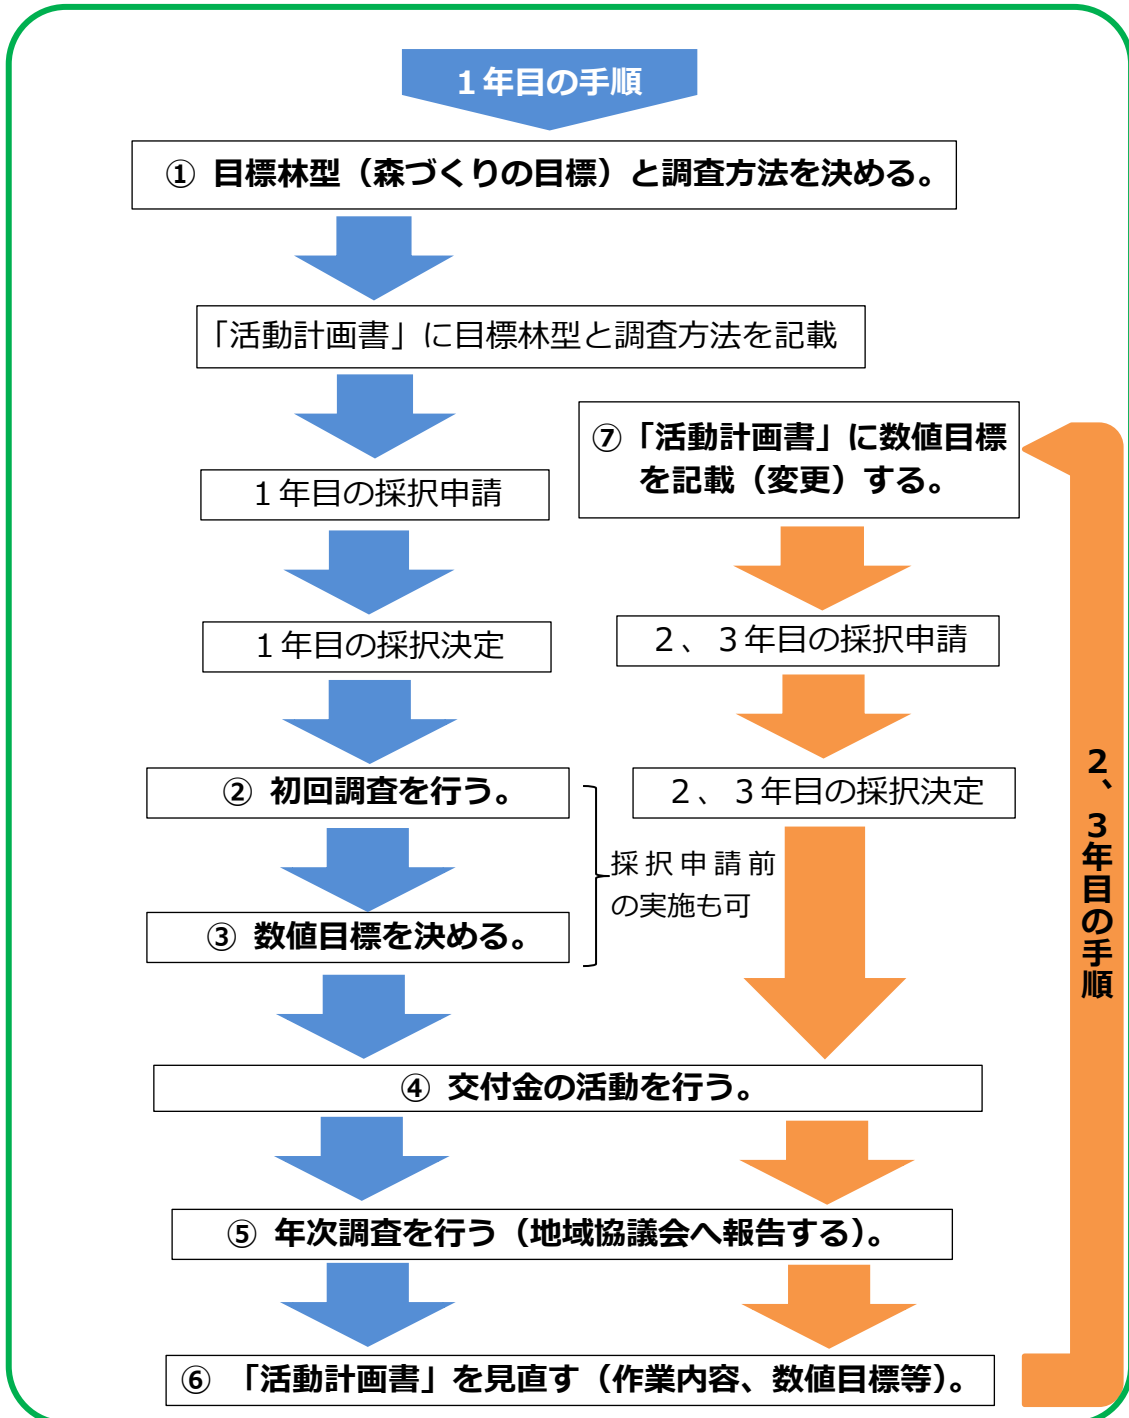 １年目の手順
① 目標林型（森づくりの目標）と調査方法を決める。
「活動計画書」に目標林型と調査方法を記載
１年目の採択申請
１年目の採択決定
② 初回調査を行う。
③ 数値目標を決める。
採択申請前
の実施も可
⑦「活動計画書」に数値目標
を記載（変更）する。
２、３年目の採択申請
２、３年目の採択決定
④ 交付金の活動を行う。
⑤ 年次調査を行う（地域協議会へ報告する）。
⑥ 「活動計画書」を見直す（作業内容、数値目標等）。
２、３年目の手順